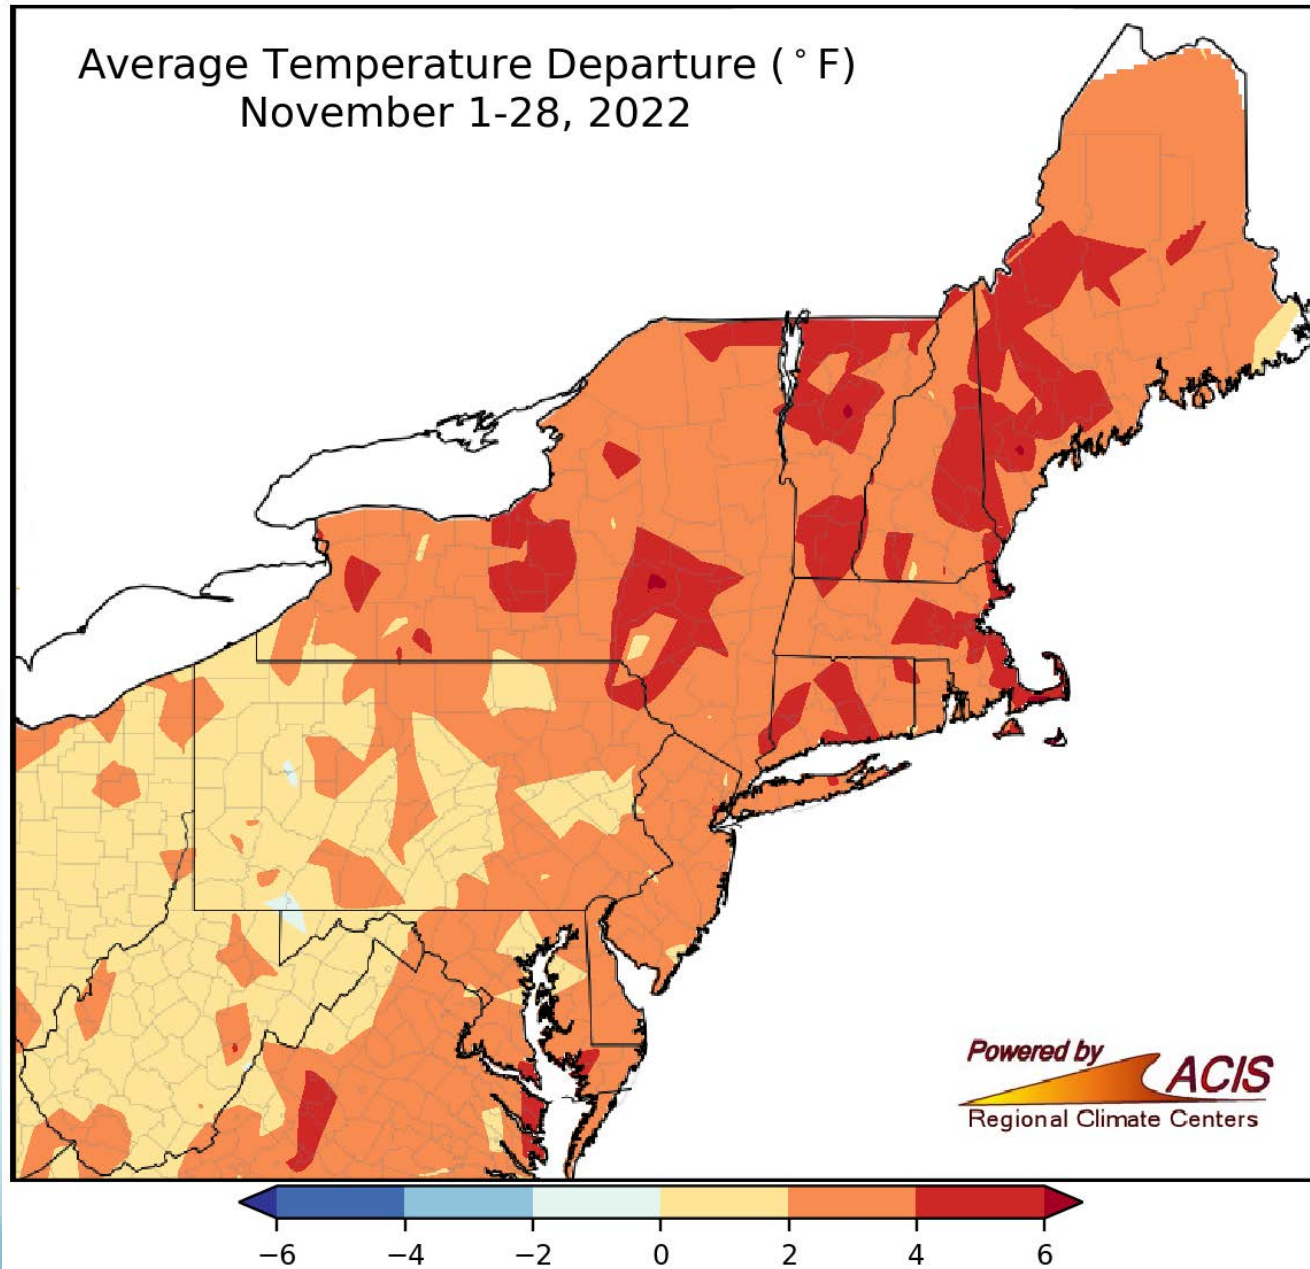 Average Temperature Departure (°F)
November 1-28, 2022
Powered by
ACIS
Regional Climate Centers
−6 −4 −2 0 2 4 6